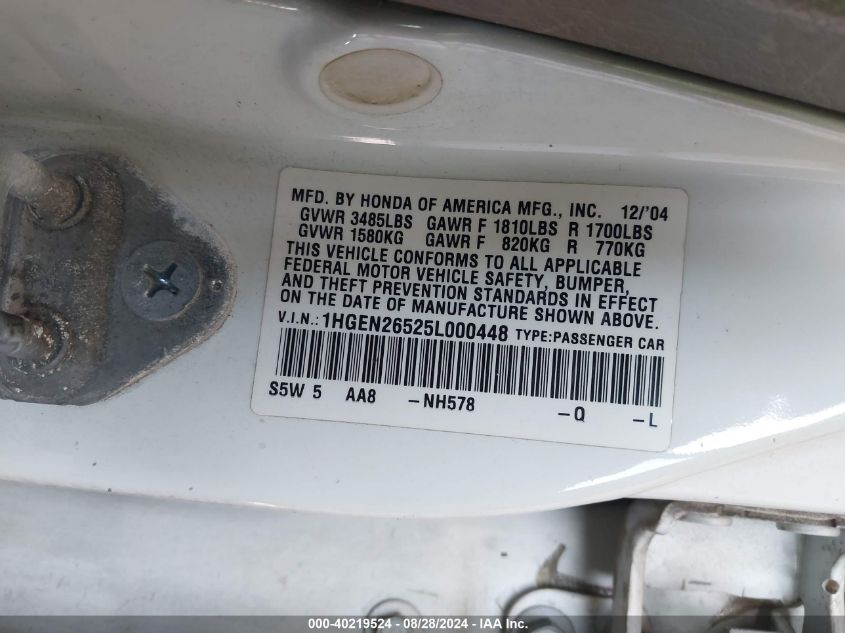 MFD. BY HONDA OF AMERICA MFG., INC. 12/'04
GVWR 3485LBS GAWR F 1810LBS R 1700LBS
GVWR 1580KG GAWR F 820KG R 770KG
THIS VEHICLE CONFORMS TO ALL APPLICABLE
FEDERAL MOTOR VEHICLE SAFETY, BUMPER,
AND THEFT PREVENTION STANDARDS IN EFFECT
ON THE DATE OF MANUFACTURE SHOWN ABOVE.
V.I.N.: 1HGEN26525L000448 TYPE:PASSENGER CAR
S5W 5 AA8 -NH578 -Q -L
000-40219524 - 08/28/2024 - IAA Inc.